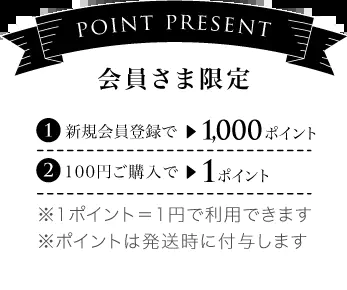 POINT PRESENT
会員さま限定
1 新規会員登録で ▶ 1,000ポイント
2 100円ご購入で ▶ 1ポイント
※1ポイント＝1円で利用できます
※ポイントは発送時に付与します